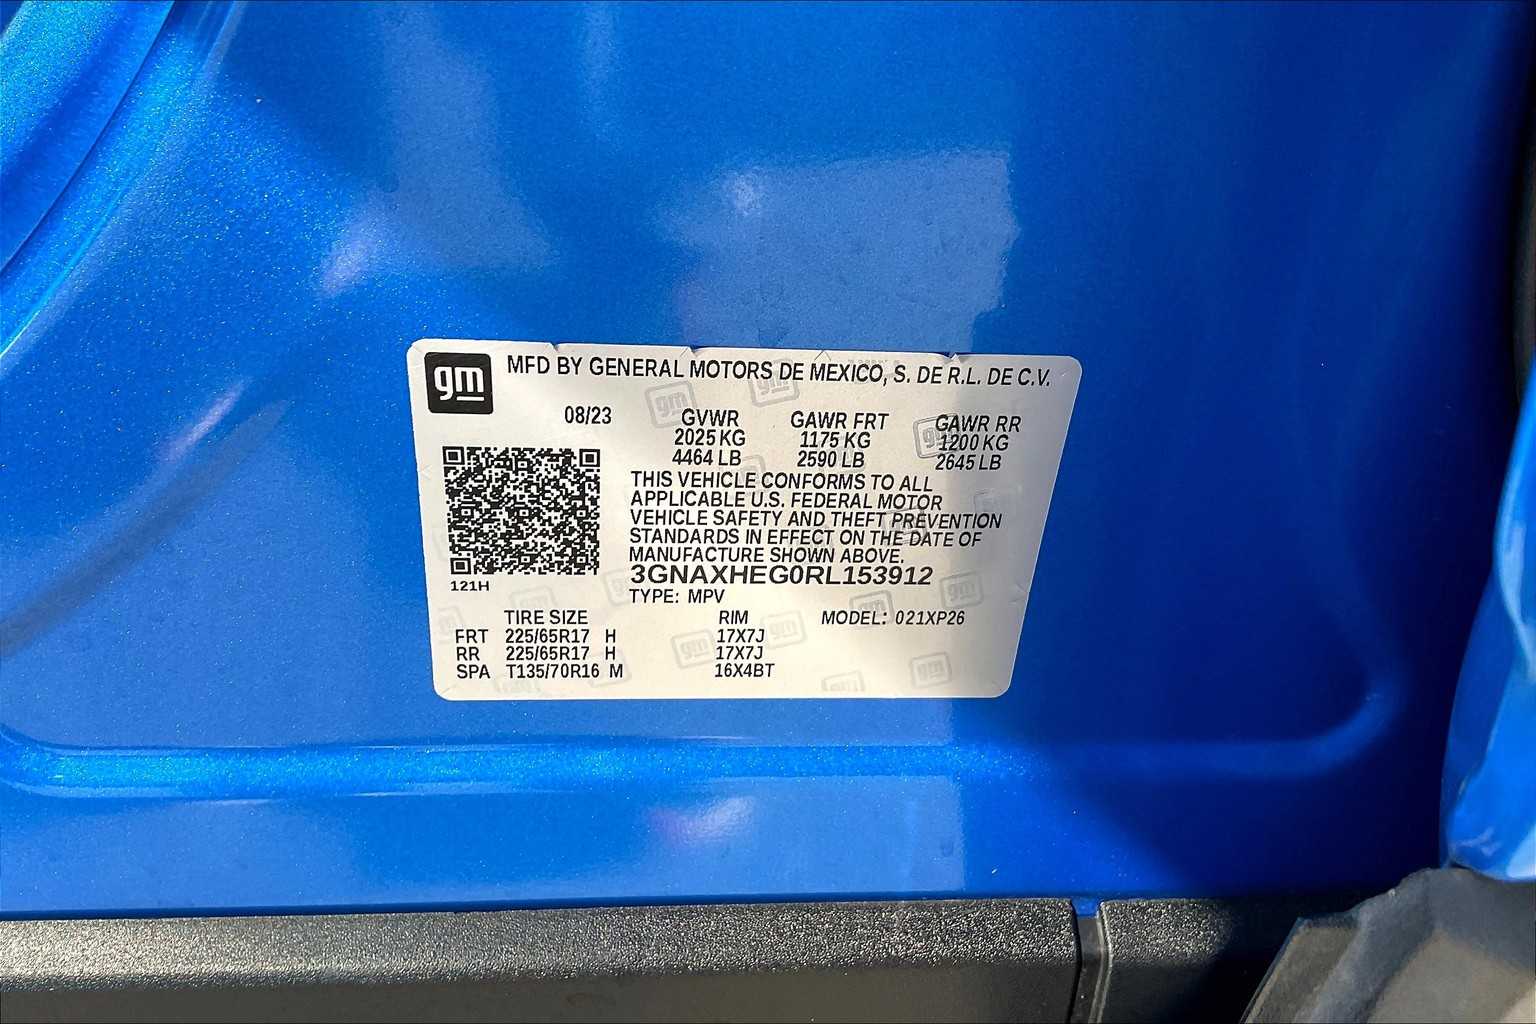 gm MFD BY GENERAL MOTORS DE MEXICO, S. DE R.L. DE C.V.
08/23 GVWR GAWR FRT GAWR RR
2025 KG 1175 KG 1200 KG
4464 LB 2590 LB 2645 LB
THIS VEHICLE CONFORMS TO ALL
APPLICABLE U.S. FEDERAL MOTOR
VEHICLE SAFETY AND THEFT PREVENTION
STANDARDS IN EFFECT ON THE DATE OF
MANUFACTURE SHOWN ABOVE.
3GNAXHEG0RL153912
121H
TYPE: MPV
TIRE SIZE RIM MODEL: 021XP26
FRT 225/65R17 H 17X7J
RR 225/65R17 H 17X7J
SPA T135/70R16 M 16X4BT